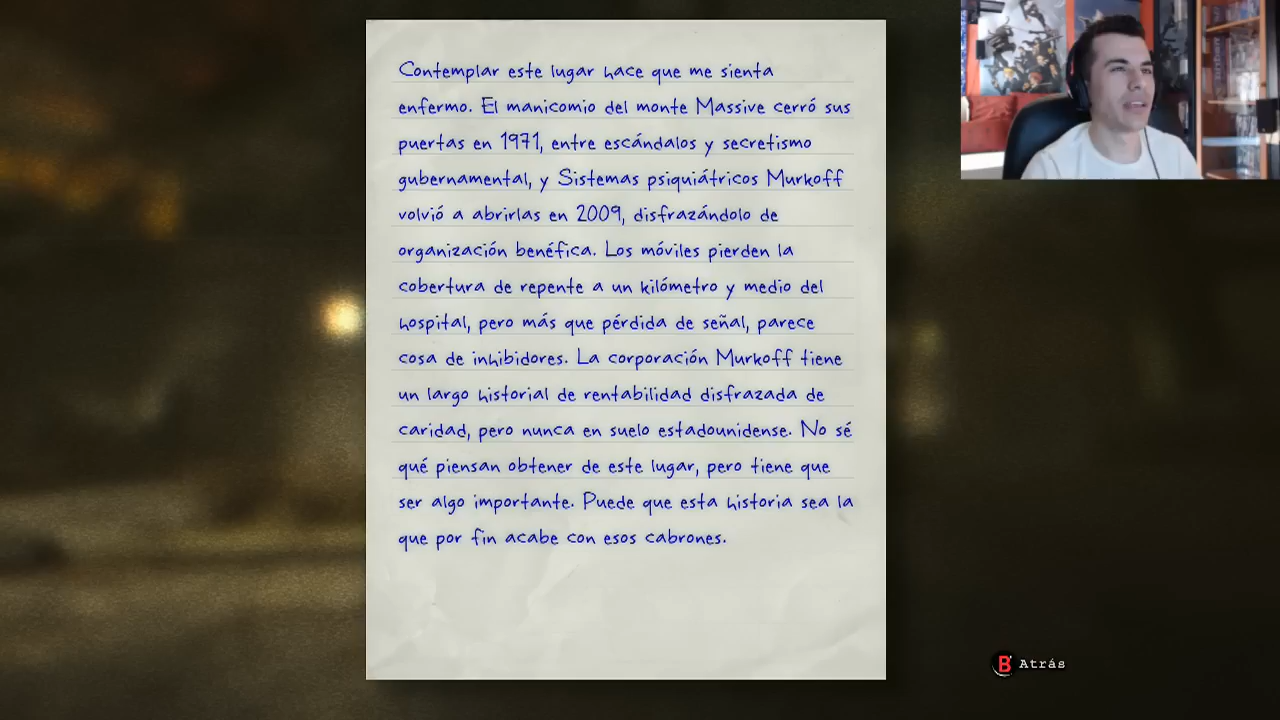 Contemplar este lugar hace que me sienta
enfermo. El manicomio del monte Massive cerró sus
puertas en 1971, entre escándalos y secretismo
gubernamental, y Sistemas psiquiátricos Murkoff
volvió a abrirlas en 2009, disfrazándolo de
organización benéfica. Los móviles pierden la
cobertura de repente a un kilómetro y medio del
hospital, pero más que pérdida de señal, parece
cosa de inhibidores. La corporación Murkoff tiene
un largo historial de rentabilidad disfrazada de
caridad, pero nunca en suelo estadounidense. No sé
qué piensan obtener de este lugar, pero tiene que
ser algo importante. Puede que esta historia sea la
que por fin acabe con esos cabrones.
B Atrás